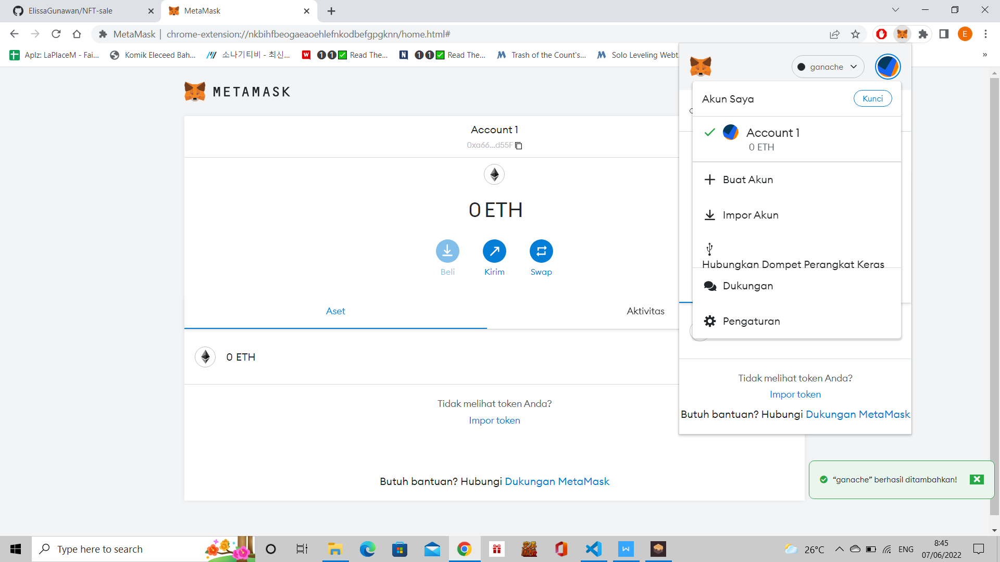 ElissaGunawan/NFT-sale
MetaMask
MetaMask | chrome-extension://nkbihfbeogaeaoehlefnkodbefgpgknn/home.html#
E
Aplz: LaPlaceM - Fai...
Komik Eleceed Bah...
소나기티비 - 최신...
❶❶✅ Read The...
❶❶✅ Read The...
Trash of the Count's...
Solo Leveling Webt
»
METAMASK
Account 1
0xa66...d55F
0 ETH
Beli
Kirim
Swap
Aset
Aktivitas
0 ETH
Tidak melihat token Anda?
Impor token
Butuh bantuan? Hubungi Dukungan MetaMask
ganache
Akun Saya
Kunci
Account 1
0 ETH
Buat Akun
Impor Akun
Hubungkan Dompet Perangkat Keras
Dukungan
Pengaturan
Tidak melihat token Anda?
Impor token
Butuh bantuan? Hubungi Dukungan MetaMask
“ganache” berhasil ditambahkan!
Type here to search
26°C
ENG
8:45
07/06/2022